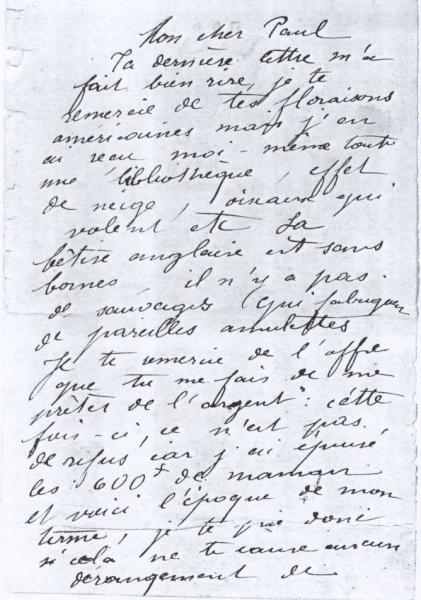 Mon cher Paul
Ta dernière lettre m'a
fait bien rire, je te
remercie de tes floraisons
américaines mais j'en
ai reçu moi-même toute
une bibliothèque, effet
de neige, oiseaux qui
volent etc La
bêtise anglaise est sans
bornes il n'y a pas
de sauvages qui fabriquent
de pareilles amulettes
Je te remercie de l'offre
que tu me fais de me
prêter de l'argent : cette
fois-ci, ce n'est pas
de refus car j'ai épuisé
les 600f de maman
et voici l'époque de mon
terme, je te prie donc
si cela ne te cause aucun
dérangement de